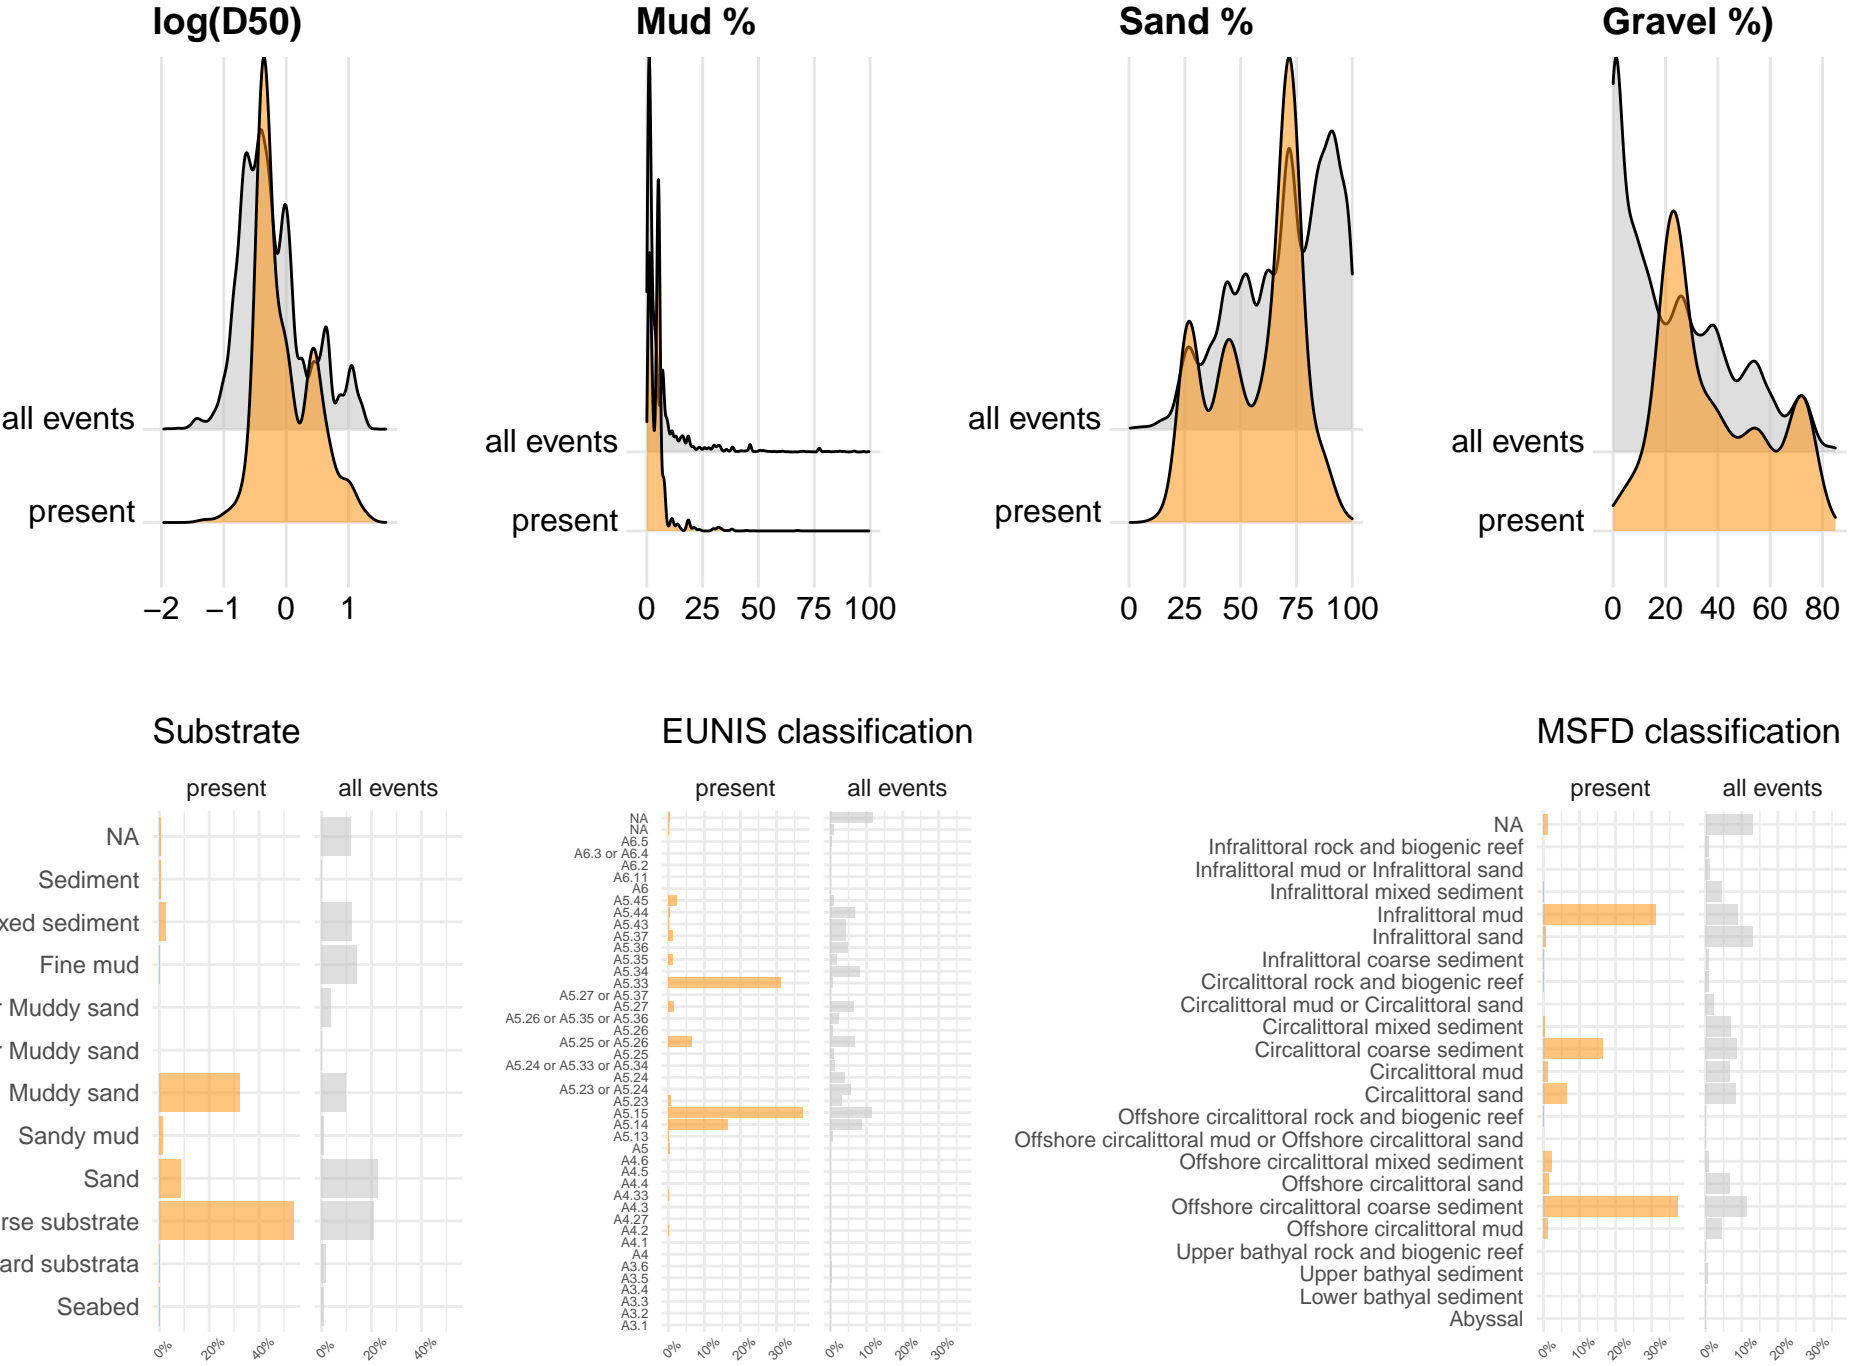 log(D50)
Mud %
Sand %
Gravel %)
all events
present
−2 −1 0 1
all events
present
0 25 50 75 100
all events
present
0 25 50 75 100
all events
present
0 20 40 60 80
Substrate
present all events
NA
Sediment
xed sediment
Fine mud
r Muddy sand
r Muddy sand
Muddy sand
Sandy mud
Sand
rse substrate
ard substrata
Seabed
0% 20% 40% 0% 20% 40%
EUNIS classification
present all events
NA
NA
A6.5
A6.3 or A6.4
A6.2
A6.11
A6
A5.45
A5.44
A5.43
A5.37
A5.36
A5.35
A5.34
A5.33
A5.27 or A5.37
A5.27
A5.26 or A5.35 or A5.36
A5.26
A5.25 or A5.26
A5.25
A5.24 or A5.33 or A5.34
A5.24
A5.23 or A5.24
A5.23
A5.15
A5.14
A5.13
A5
A4.6
A4.5
A4.4
A4.33
A4.3
A4.27
A4.2
A4.1
A4
A3.6
A3.5
A3.4
A3.3
A3.2
A3.1
0% 10% 20% 30% 0% 10% 20% 30%
MSFD classification
present all events
NA
Infralittoral rock and biogenic reef
Infralittoral mud or Infralittoral sand
Infralittoral mixed sediment
Infralittoral mud
Infralittoral sand
Infralittoral coarse sediment
Circalittoral rock and biogenic reef
Circalittoral mud or Circalittoral sand
Circalittoral mixed sediment
Circalittoral coarse sediment
Circalittoral mud
Circalittoral sand
Offshore circalittoral rock and biogenic reef
Offshore circalittoral mud or Offshore circalittoral sand
Offshore circalittoral mixed sediment
Offshore circalittoral sand
Offshore circalittoral coarse sediment
Offshore circalittoral mud
Upper bathyal rock and biogenic reef
Upper bathyal sediment
Lower bathyal sediment
Abyssal
0% 10% 20% 30% 0% 10% 20% 30%